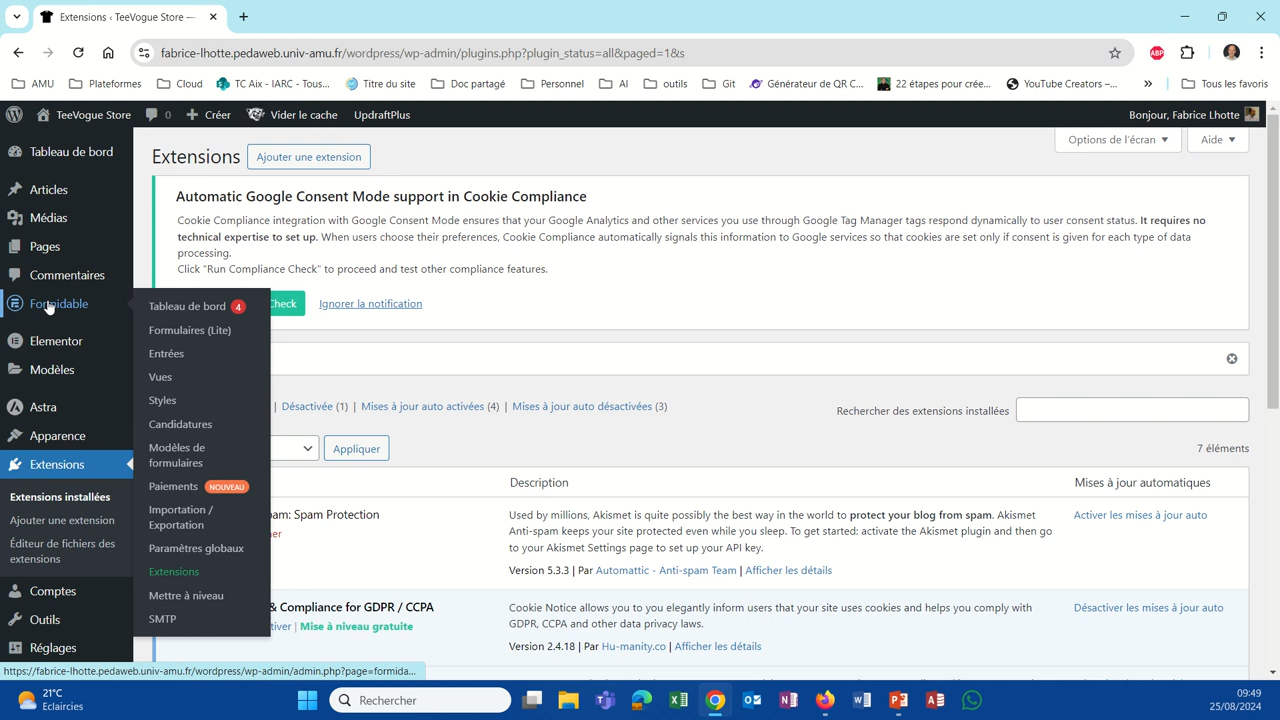 Extensions ‹ TeeVogue Store —
fabrice-lhotte.pedaweb.univ-amu.fr/wordpress/wp-admin/plugins.php?plugin_status=all&paged=1&s
ABP
AMU
Plateformes
Cloud
TC Aix - IARC - Tous...
Titre du site
Doc partagé
Personnel
AI
outils
Git
Générateur de QR C...
22 étapes pour crée...
YouTube Creators –...
»
Tous les favoris
TeeVogue Store
0
Créer
Vider le cache
UpdraftPlus
Bonjour, Fabrice Lhotte
Tableau de bord
Articles
Médias
Pages
Commentaires
Formidable
Elementor
Modèles
Astra
Apparence
Extensions
Extensions installées
Ajouter une extension
Éditeur de fichiers des
extensions
Comptes
Outils
Réglages
Tableau de bord 4
Formulaires (Lite)
Entrées
Vues
Styles
Candidatures
Modèles de
formulaires
Paiements NOUVEAU
Importation /
Exportation
Paramètres globaux
Extensions
Mettre à niveau
SMTP
Extensions
Ajouter une extension
Options de l'écran
Aide
Automatic Google Consent Mode support in Cookie Compliance
Cookie Compliance integration with Google Consent Mode ensures that your Google Analytics and other services you use through Google Tag Manager tags respond dynamically to user consent status. It requires no
technical expertise to set up. When users choose their preferences, Cookie Compliance automatically signals this information to Google services so that cookies are set only if consent is given for each type of data
processing.
Click "Run Compliance Check" to proceed and test other compliance features.
Check
Ignorer la notification
| Désactivée (1) | Mises à jour auto activées (4) | Mises à jour auto désactivées (3)
Rechercher des extensions installées
Appliquer
7 éléments
Description
Mises à jour automatiques
am: Spam Protection
er
Used by millions, Akismet is quite possibly the best way in the world to protect your blog from spam. Akismet
Anti-spam keeps your site protected even while you sleep. To get started: activate the Akismet plugin and then go
to your Akismet Settings page to set up your API key.
Version 5.3.3 | Par Automattic - Anti-spam Team | Afficher les détails
Activer les mises à jour auto
& Compliance for GDPR / CCPA
tiver | Mise à niveau gratuite
Cookie Notice allows you to you elegantly inform users that your site uses cookies and helps you comply with
GDPR, CCPA and other data privacy laws.
Version 2.4.18 | Par Hu-manity.co | Afficher les détails
Désactiver les mises à jour auto
https://fabrice-lhotte.pedaweb.univ-amu.fr/wordpress/wp-admin/admin.php?page=formida...
21°C
Eclaircies
Rechercher
09:49
25/08/2024